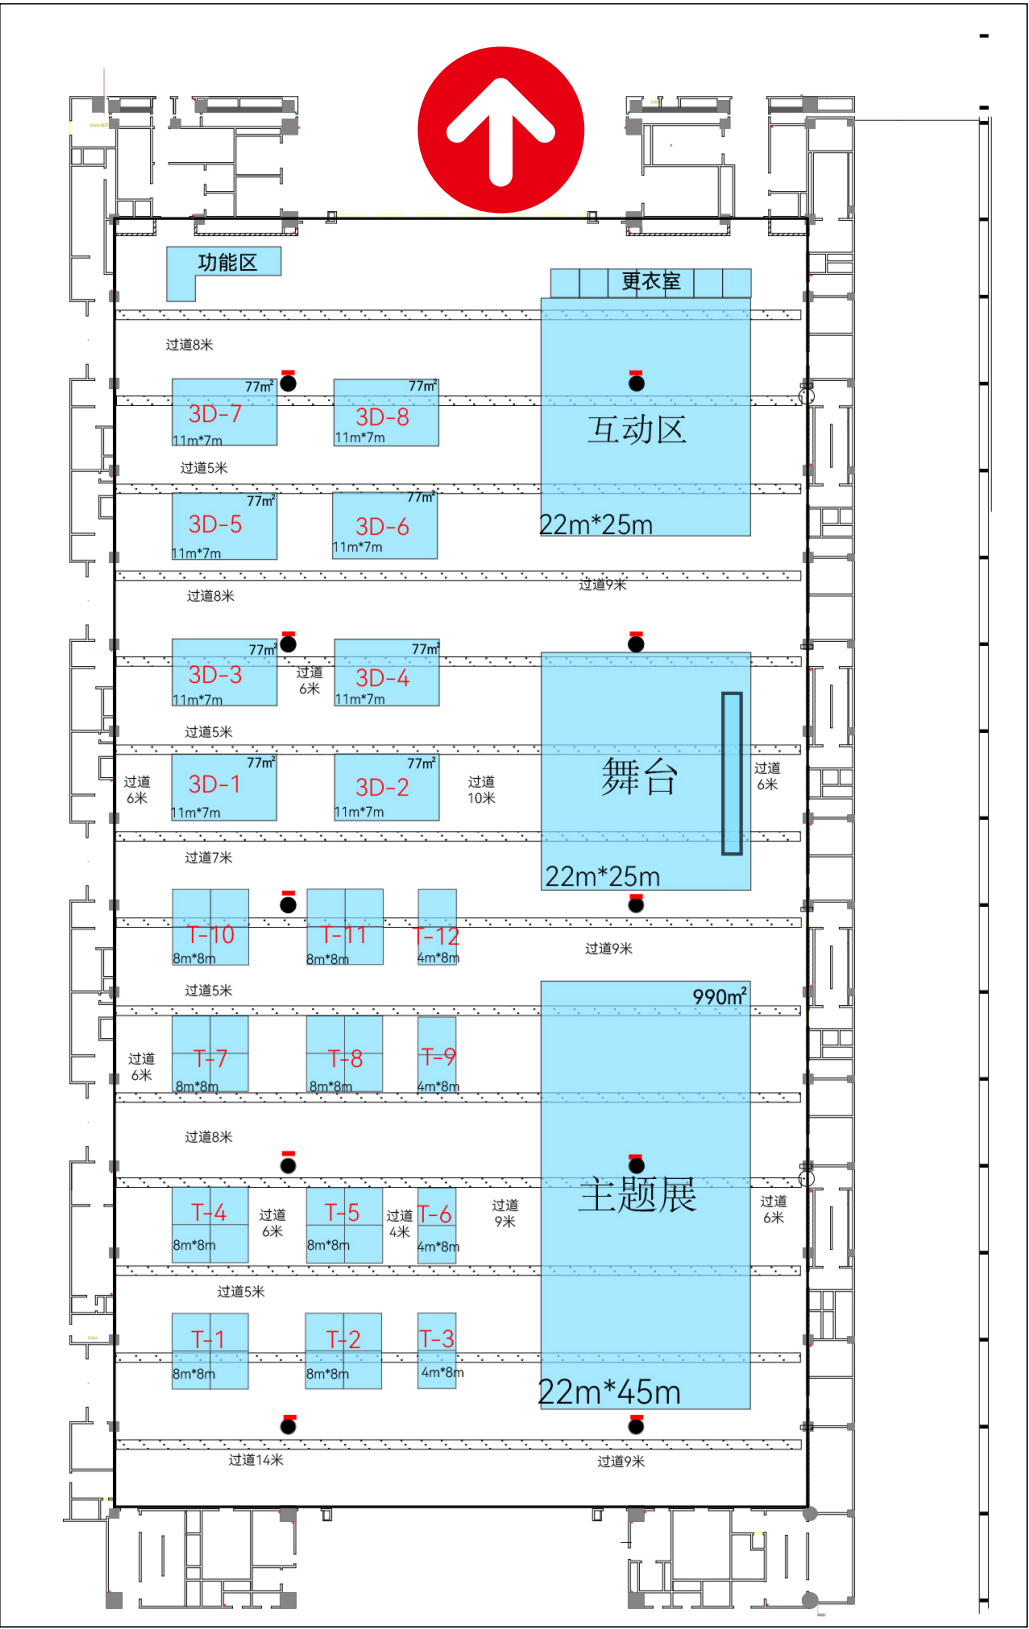 功能区
更衣室
过道8米
77㎡
3D-7
11m*7m
77㎡
3D-8
11m*7m
互动区
22m*25m
过道5米
77㎡
3D-5
11m*7m
77㎡
3D-6
11m*7m
过道9米
过道8米
77㎡
3D-3
11m*7m
过道
6米
77㎡
3D-4
11m*7m
过道5米
过道
6米
77㎡
3D-1
11m*7m
77㎡
3D-2
11m*7m
过道
10米
舞台
22m*25m
过道
6米
过道7米
T-10
8m*8m
T-11
8m*8m
T-12
4m*8m
过道9米
过道5米
990㎡
过道
6米
T-7
8m*8m
T-8
8m*8m
T-9
4m*8m
过道8米
T-4
8m*8m
过道
6米
T-5
8m*8m
过道
4米
T-6
4m*8m
过道
9米
主题展
过道
6米
过道5米
T-1
8m*8m
T-2
8m*8m
T-3
4m*8m
22m*45m
过道14米
过道9米